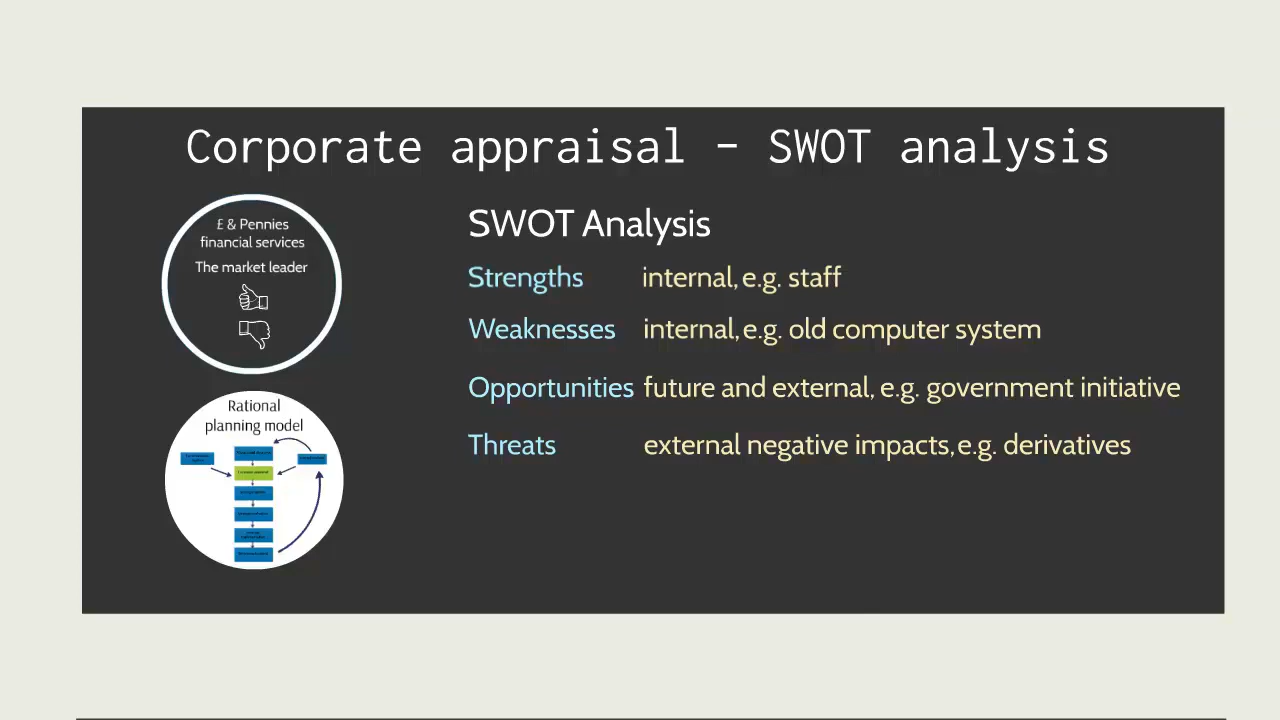 Corporate appraisal - SWOT analysis
£ & Pennies
financial services
The market leader
Rational
planning model
SWOT Analysis
Strengths internal, e.g. staff
Weaknesses internal, e.g. old computer system
Opportunities future and external, e.g. government initiative
Threats external negative impacts, e.g. derivatives